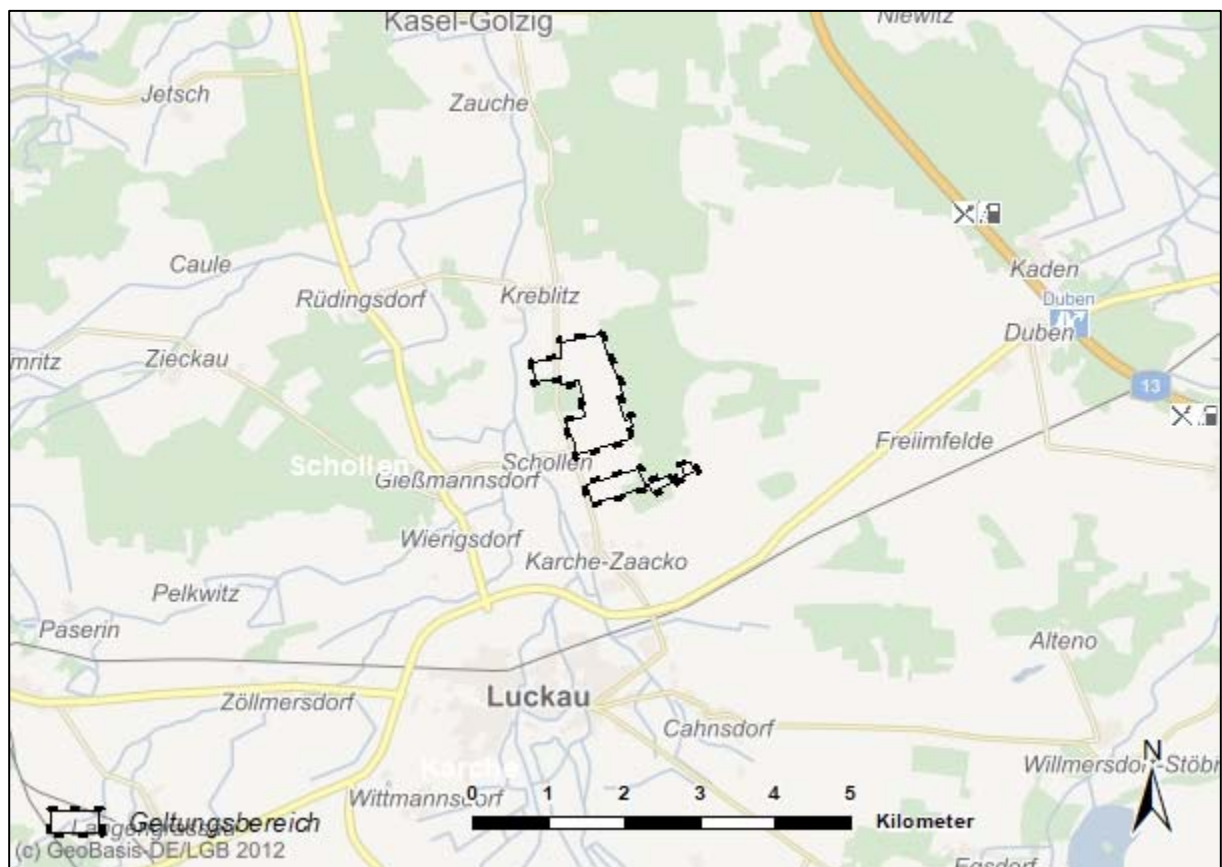 Kasel-Golzig
Niewitz
Jetsch
Zauche
Caule
Kaden
Rüdingsdorf
Kreblitz
Duben
Duben
mritz
Zieckau
13
Freiimfelde
Schollen
Schollen
Gießmannsdorf
Wierigsdorf
Karche-Zaacko
Pelkwitz
Paserin
Alteno
Zöllmersdorf
Luckau
Cahnsdorf
N
Karche
Willmersdorf-Stöbr
Wittmannsdorf
0 1 2 3 4 5
Kilometer
Geltungsbereich
Langengrassau
(c) GeoBasis-DE/LGB 2012
Egsdorf